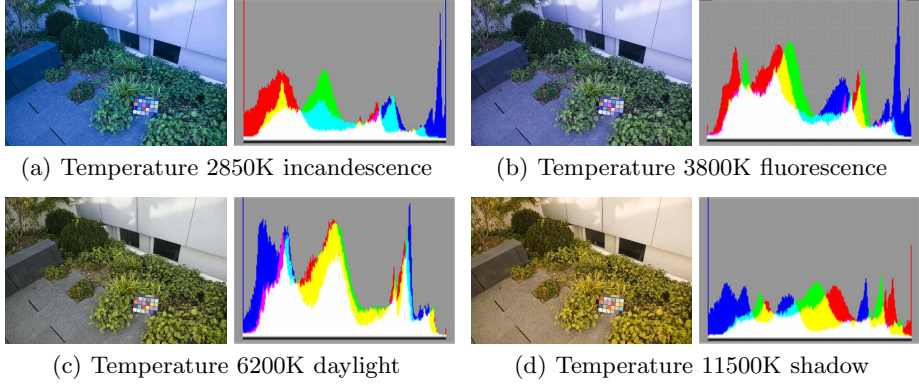 (a) Temperature 2850K incandescence
(b) Temperature 3800K fluorescence
(c) Temperature 6200K daylight
(d) Temperature 11500K shadow